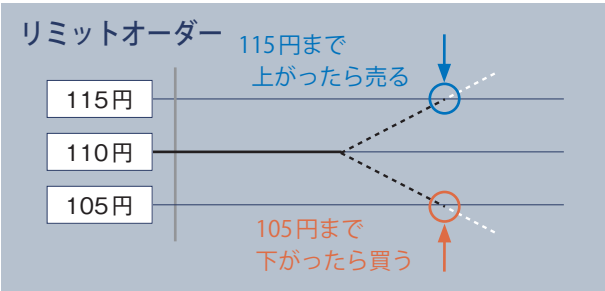 リミットオーダー
115円まで
上がったら売る
115円
110円
105円
105円まで
下がったら買う